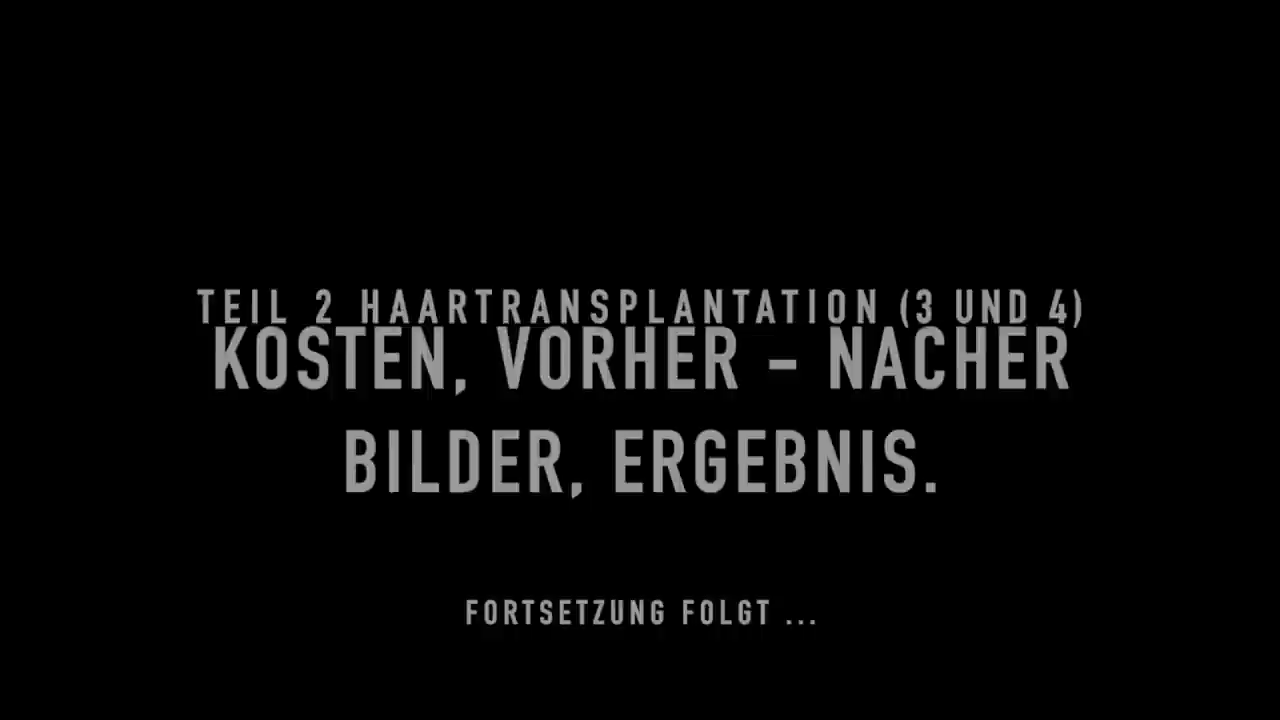 TEIL 2 HAARTRANSPLANTATION (3 UND 4)
KOSTEN, VORHER - NACHER
BILDER, ERGEBNIS.
FORTSETZUNG FOLGT ...